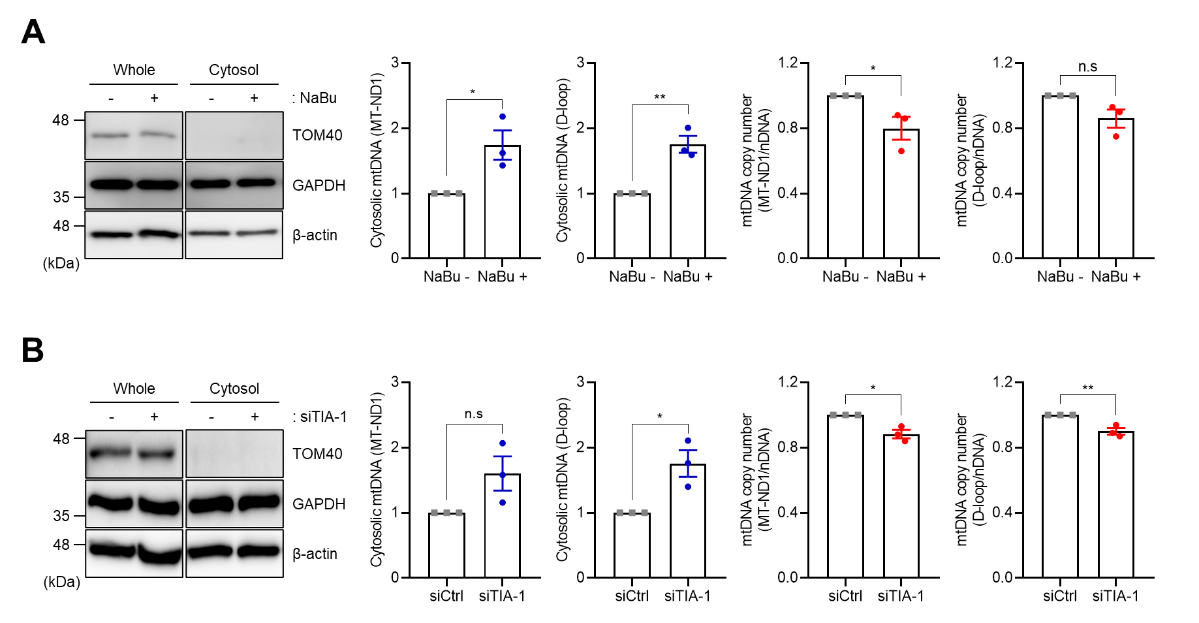 A
Whole Cytosol
- + - + : NaBu
48 TOM40
GAPDH
35
48 β-actin
(kDa)
Cytosolic mtDNA (MT-ND1)
3
2
1
0
*
NaBu - NaBu +
Cytosolic mtDNA (D-loop)
3
2
1
0
**
NaBu - NaBu +
mtDNA copy number
(MT-ND1/nDNA)
1.2
0.8
0.4
0.0
*
NaBu - NaBu +
mtDNA copy number
(D-loop/nDNA)
1.2
0.8
0.4
0.0
n.s
NaBu - NaBu +
B
Whole Cytosol
- + - + : siTIA-1
48 TOM40
GAPDH
35
48 β-actin
(kDa)
Cytosolic mtDNA (MT-ND1)
3
2
1
0
n.s
siCtrl siTIA-1
Cytosolic mtDNA (D-loop)
3
2
1
0
*
siCtrl siTIA-1
mtDNA copy number
(MT-ND1/nDNA)
1.2
0.8
0.4
0.0
*
siCtrl siTIA-1
mtDNA copy number
(D-loop/nDNA)
1.2
0.8
0.4
0.0
**
siCtrl siTIA-1